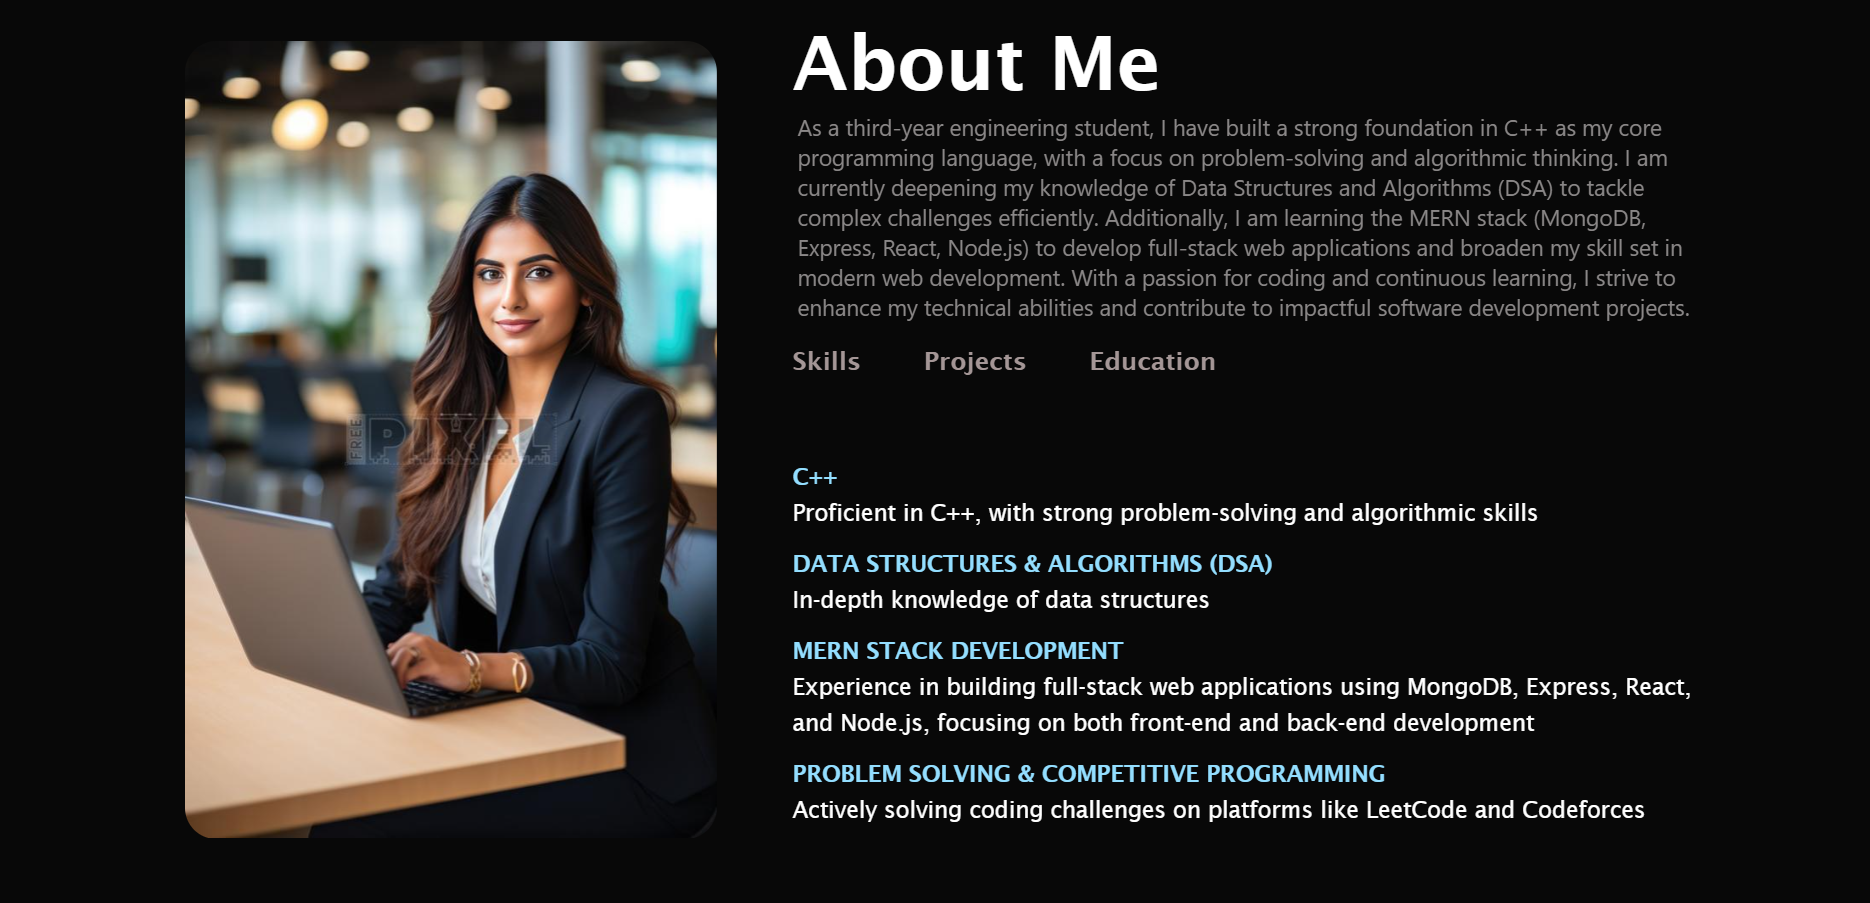 About Me
As a third-year engineering student, I have built a strong foundation in C++ as my core
programming language, with a focus on problem-solving and algorithmic thinking. I am
currently deepening my knowledge of Data Structures and Algorithms (DSA) to tackle
complex challenges efficiently. Additionally, I am learning the MERN stack (MongoDB,
Express, React, Node.js) to develop full-stack web applications and broaden my skill set in
modern web development. With a passion for coding and continuous learning, I strive to
enhance my technical abilities and contribute to impactful software development projects.
Skills Projects Education
FREE PIXEL
C++
Proficient in C++, with strong problem-solving and algorithmic skills
DATA STRUCTURES & ALGORITHMS (DSA)
In-depth knowledge of data structures
MERN STACK DEVELOPMENT
Experience in building full-stack web applications using MongoDB, Express, React,
and Node.js, focusing on both front-end and back-end development
PROBLEM SOLVING & COMPETITIVE PROGRAMMING
Actively solving coding challenges on platforms like LeetCode and Codeforces